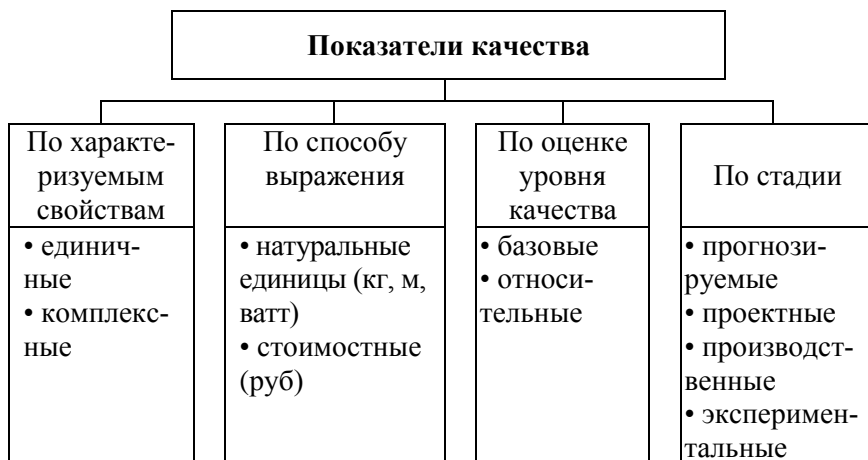 Показатели качества
По характе-
ризуемым
свойствам
• единич-
ные
• комплекс-
ные
По способу
выражения
• натуральные
единицы (кг, м,
ватт)
• стоимостные
(руб)
По оценке
уровня
качества
• базовые
• относи-
тельные
По стадии
• прогнози-
руемые
• проектные
• производст-
венные
• эксперимен-
тальные